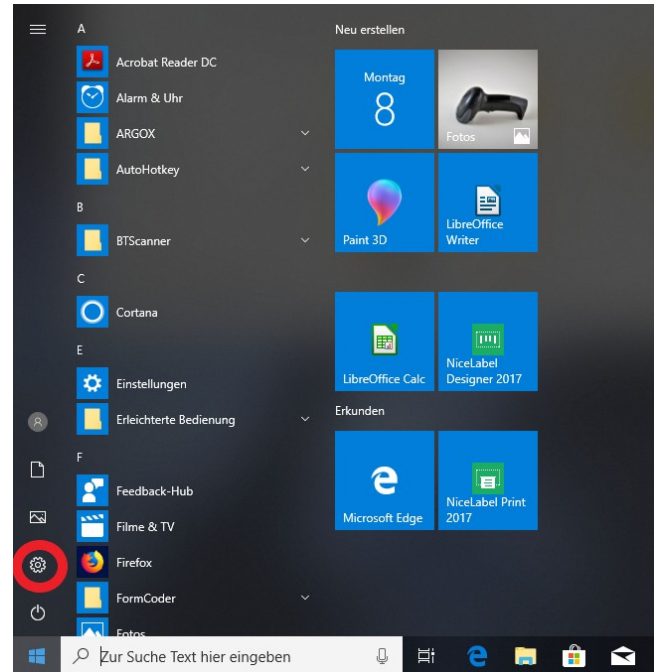 A
Acrobat Reader DC
Alarm & Uhr
ARGOX
AutoHotkey
B
BTScanner
C
Cortana
E
Einstellungen
Erleichterte Bedienung
F
Feedback-Hub
Filme & TV
Firefox
FormCoder
Fotos
Neu erstellen
Montag
8
Fotos
Paint 3D
LibreOffice
Writer
LibreOffice Calc
NiceLabel
Designer 2017
Erkunden
Microsoft Edge
NiceLabel Print
2017
Zur Suche Text hier eingeben